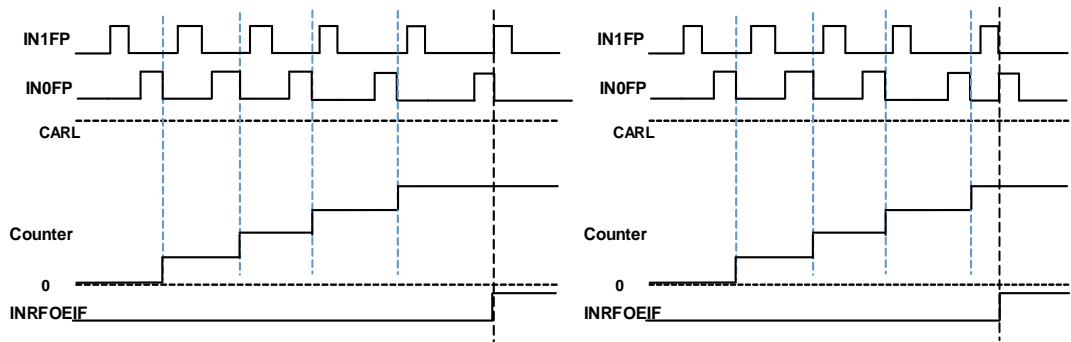 IN1FP
IN0FP
CARL
Counter
0
INRFOEIF
IN1FP
IN0FP
CARL
Counter
0
INRFOEIF